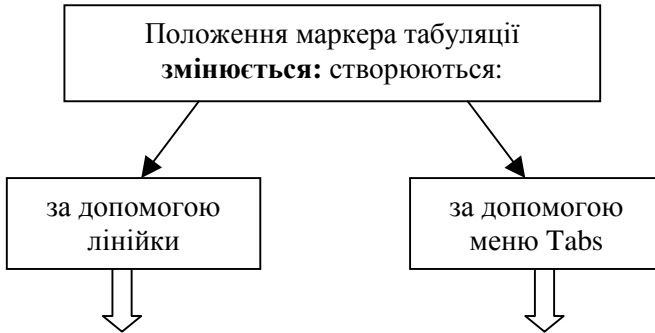 Положення маркера табуляції
змінюється: створюються:
за допомогою
лінійки
за допомогою
меню Tabs